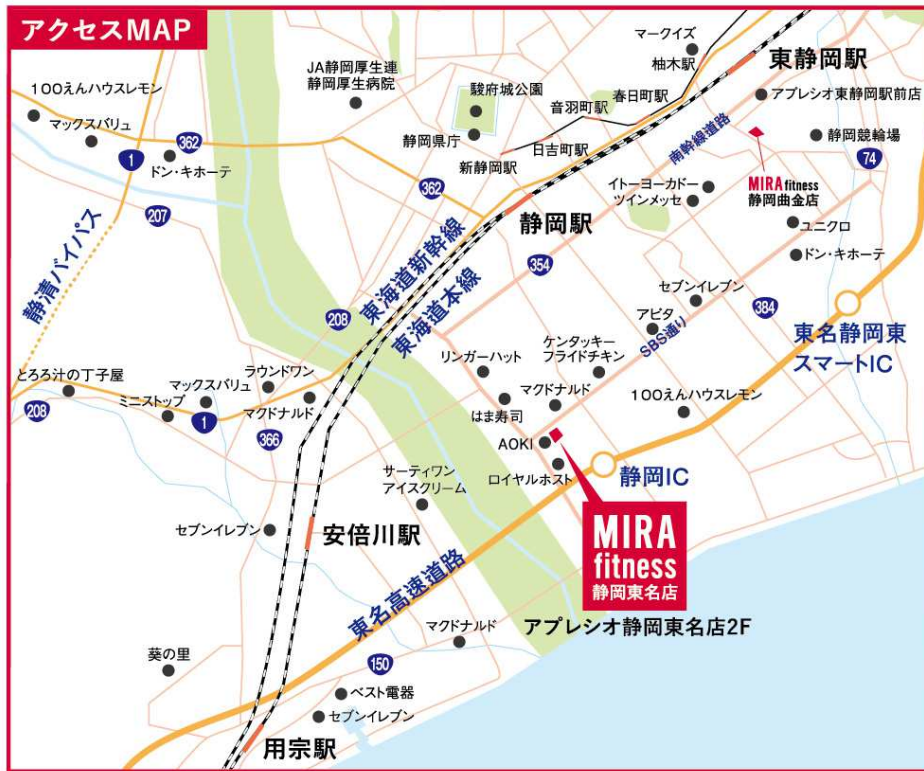 アクセスMAP
マークイズ
柚木駅
東静岡駅
JA静岡厚生連
静岡厚生病院
駿府城公園
春日町駅
音羽町駅
アプレシオ東静岡駅前店
100えんハウスレモン
マックスバリュ
362
静岡県庁
日吉町駅
新静岡駅
南幹線道路
静岡競輪場
1
ドン・キホーテ
74
MIRA fitness
静岡曲金店
362
イトーヨーカドー
ツインメッセ
207
静岡駅
ユニクロ
ドン・キホーテ
静清バイパス
東海道新幹線
東海道本線
354
セブンイレブン
384
208
アピタ
SBS通り
東名静岡東
スマートIC
ケンタッキー
フライドチキン
リンガーハット
とろろ汁の丁子屋
ラウンドワン
マックスバリュ
マクドナルド
100えんハウスレモン
208
ミニストップ
1
マクドナルド
はま寿司
366
AOKI
ロイヤルホスト
静岡IC
サーティワン
アイスクリーム
セブンイレブン
安倍川駅
MIRA
fitness
静岡東名店
東名高速道路
アプレシオ静岡東名店2F
マクドナルド
葵の里
150
ベスト電器
セブンイレブン
用宗駅